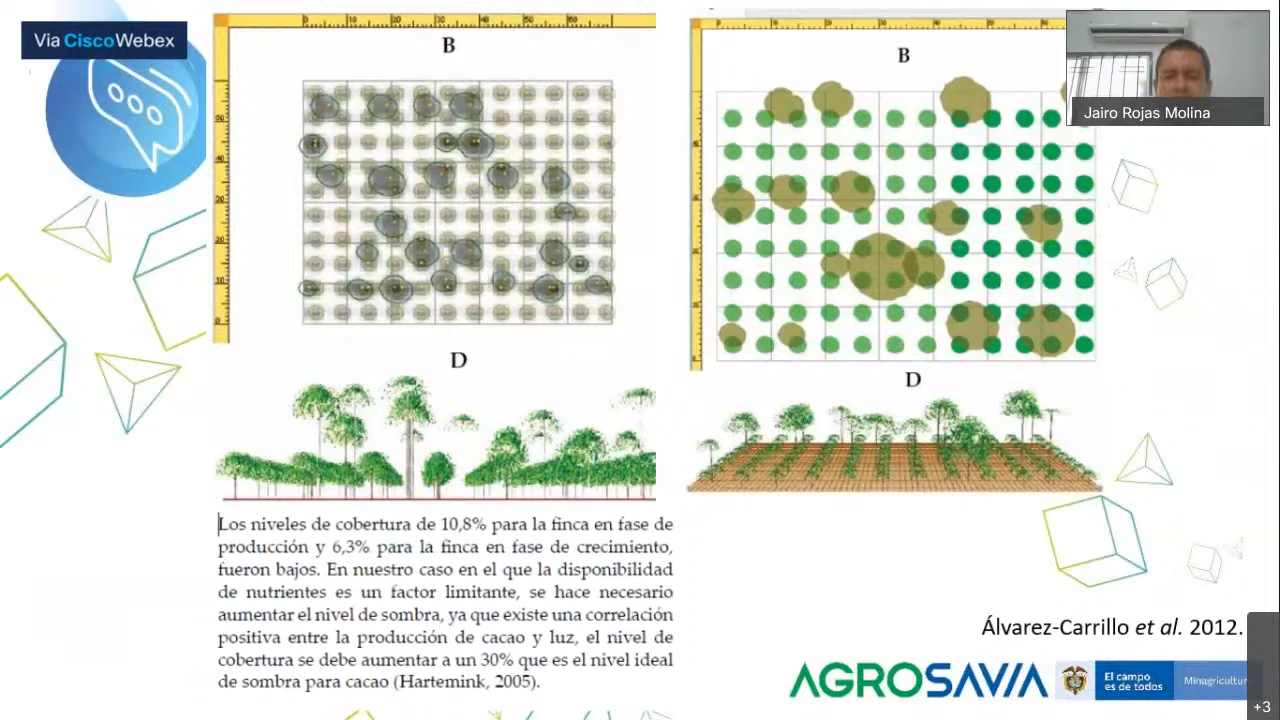 Vía CiscoWebex
B
B
Jairo Rojas Molina
D
D
Los niveles de cobertura de 10,8% para la finca en fase de
producción y 6,3% para la finca en fase de crecimiento,
fueron bajos. En nuestro caso en el que la disponibilidad
de nutrientes es un factor limitante, se hace necesario
aumentar el nivel de sombra, ya que existe una correlación
positiva entre la producción de cacao y luz, el nivel de
cobertura se debe aumentar a un 30% que es el nivel ideal
de sombra para cacao (Hartemink, 2005).
Álvarez-Carrillo et al. 2012.
AGROSAVIA
El campo
es de todos
Minagricultur
+3